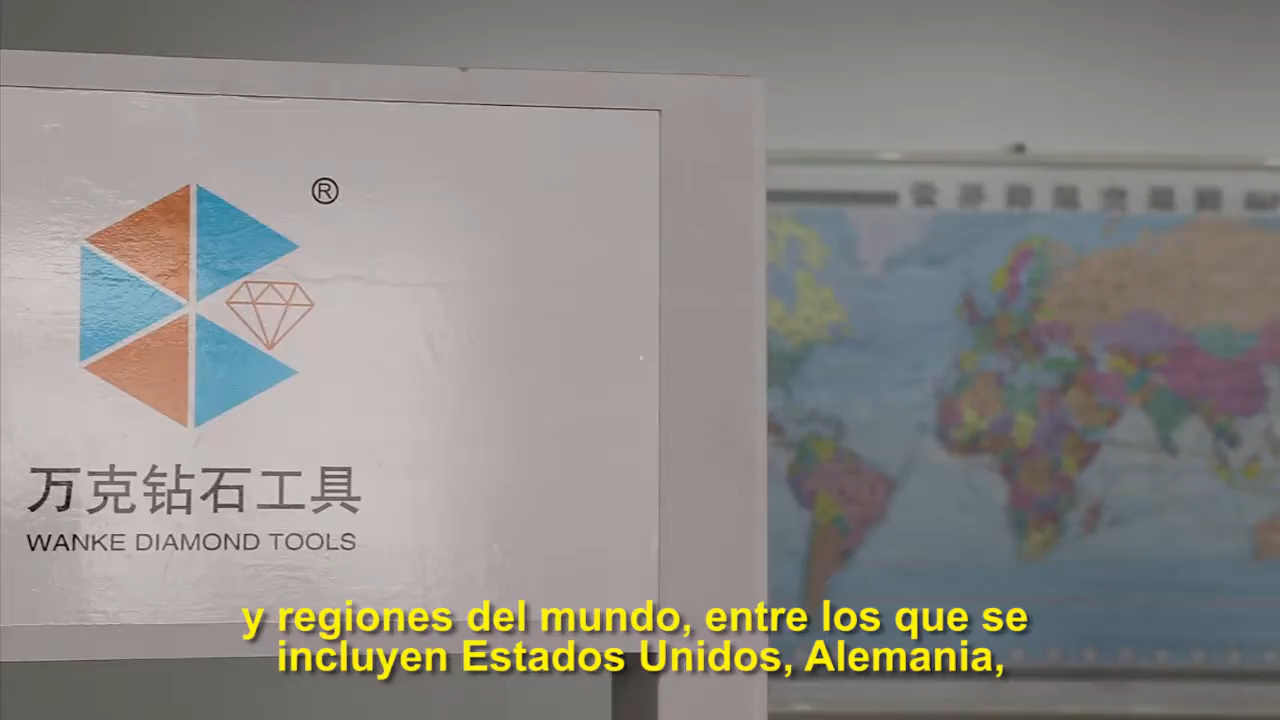 ®
万克钻石工具
WANKE DIAMOND TOOLS
y regiones del mundo, entre los que se
incluyen Estados Unidos, Alemania,